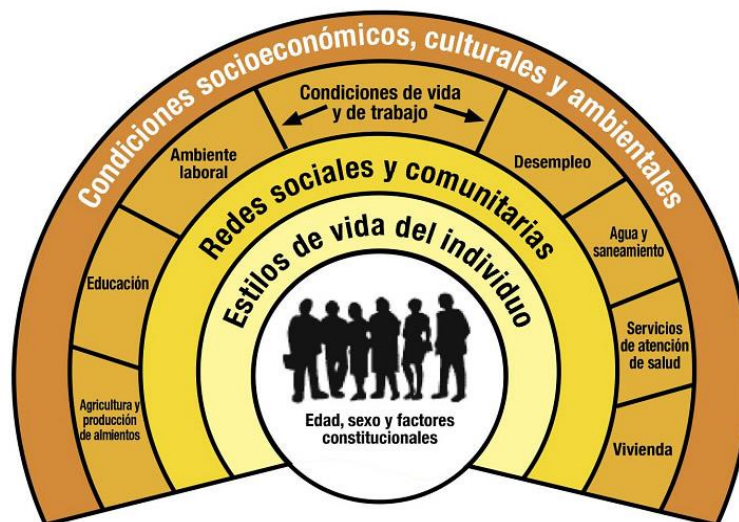 Condiciones socioeconómicos, culturales y ambientales
Condiciones de vida
y de trabajo
Ambiente
laboral
Desempleo
Educación
Agua y
saneamiento
Agricultura y
producción
de almientos
Servicios
de atención
de salud
Vivienda
Redes sociales y comunitarias
Estilos de vida del individuo
Edad, sexo y factores
constitucionales